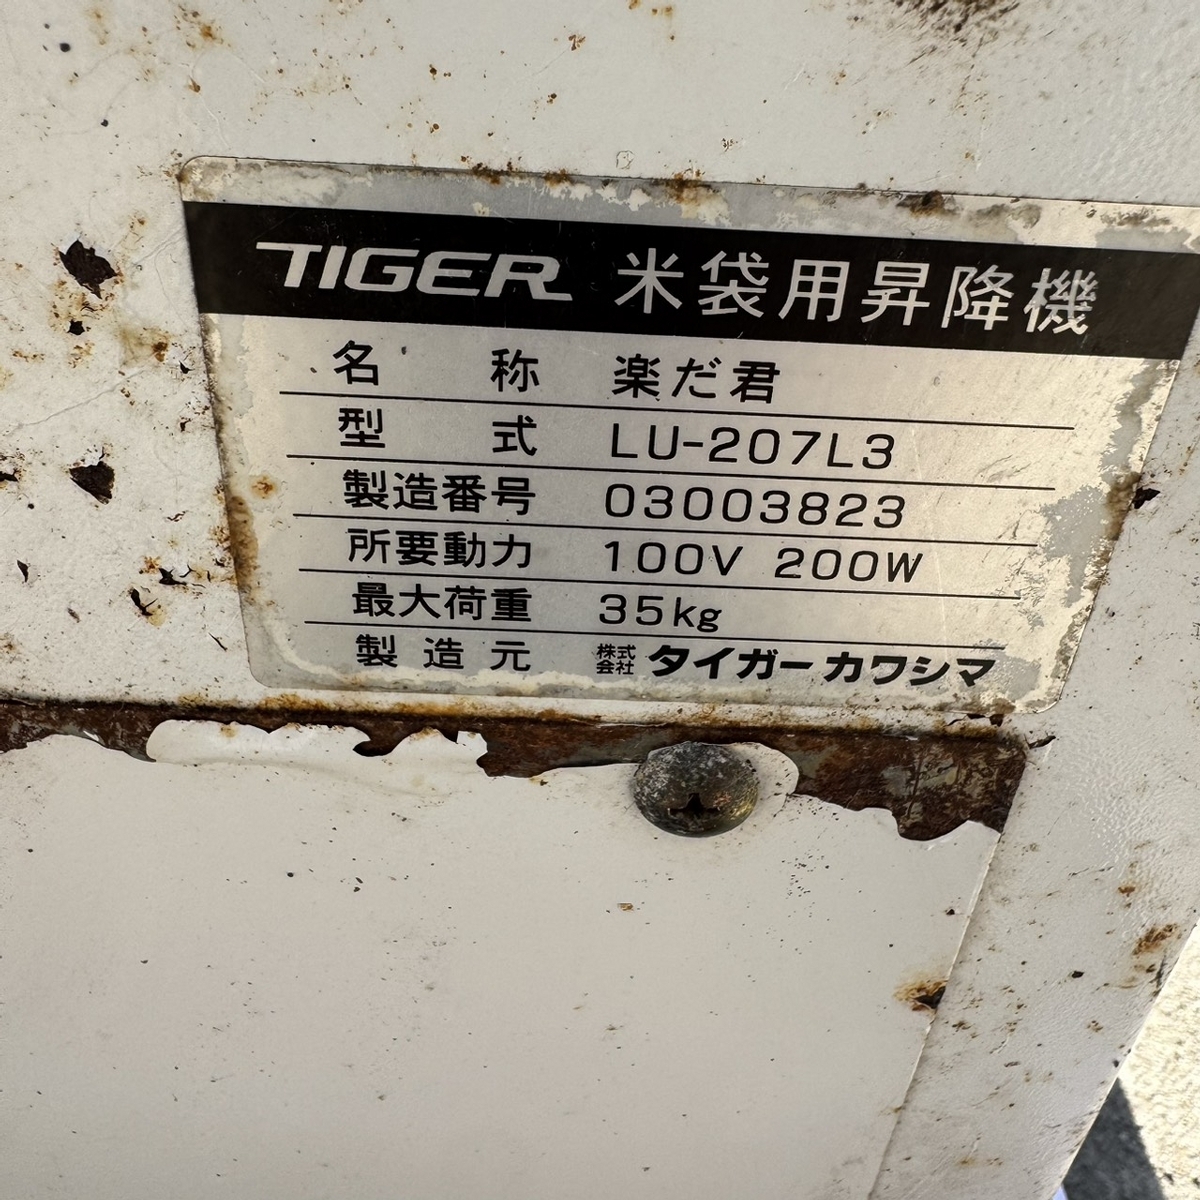 TIGER 米袋用昇降機
名称 楽だ君
型式 LU-207L3
製造番号 03003823
所要動力 100V 200W
最大荷重 35kg
製造元 株式会社 タイガーカワシマ